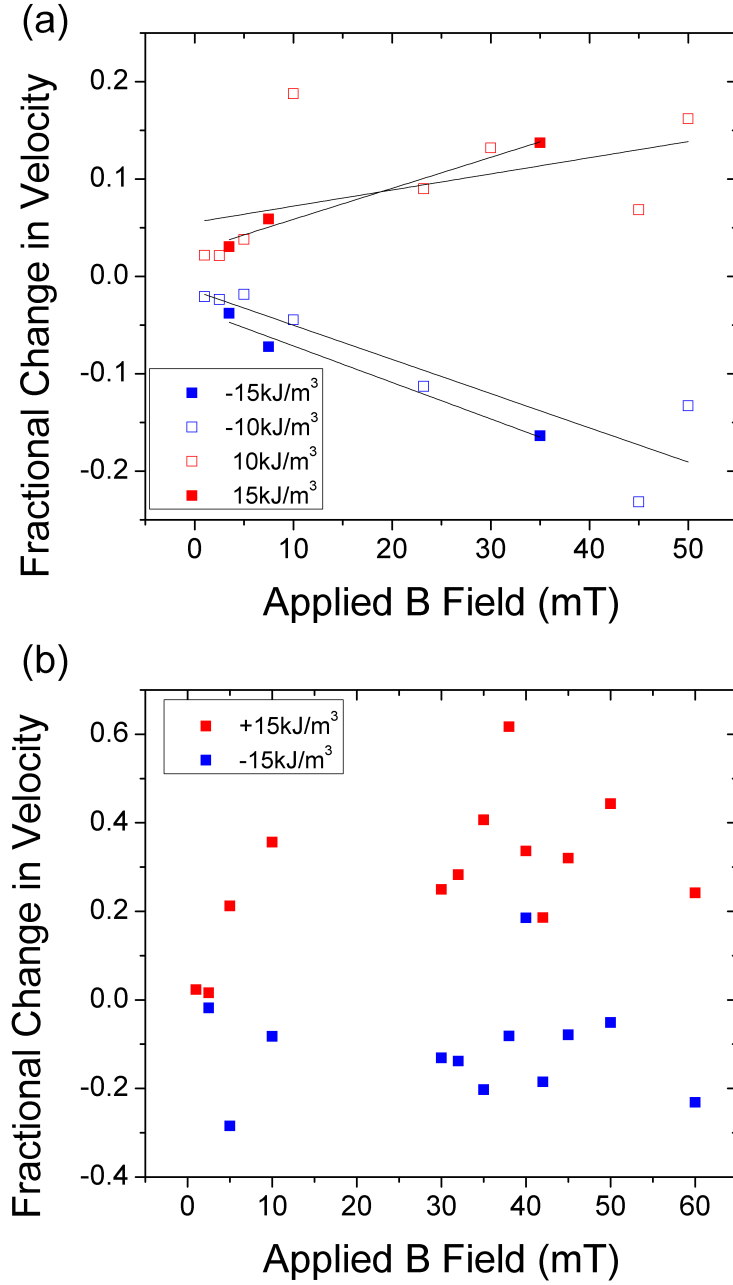 (a)
Fractional Change in Velocity
0.2
0.1
0.0
-0.1
-0.2
-15kJ/m³
-10kJ/m³
10kJ/m³
15kJ/m³
0 10 20 30 40 50
Applied B Field (mT)
(b)
Fractional Change in Velocity
0.6
0.4
0.2
0.0
-0.2
-0.4
+15kJ/m³
-15kJ/m³
0 10 20 30 40 50 60
Applied B Field (mT)